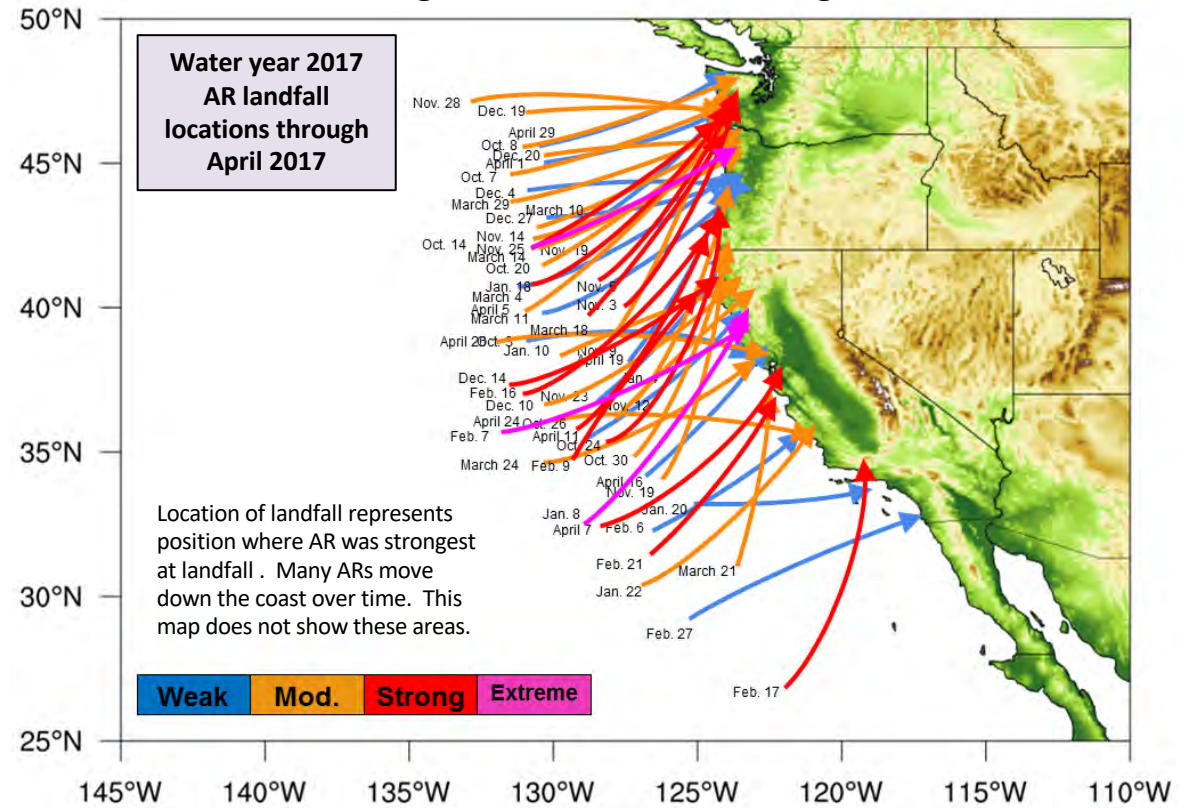 50°N
45°N
40°N
35°N
30°N
25°N
Water year 2017
AR landfall
locations through
April 2017
Nov. 28
Dec. 19
April 29
Oct. 8
Dec. 20
April 1
Oct. 7
Dec. 4
March 29
March 10
Dec. 27
Nov. 14
Oct. 14
Nov. 25
Nov. 19
March 14
Oct. 20
Jan. 18
Nov. 5
March 4
Nov. 3
April 5
March 11
March 18
Oct. 3
Jan. 10
Nov. 9
April 19
Dec. 14
Feb. 16
Nov. 23
Dec. 10
Nov. 12
April 24
Oct. 26
Feb. 7
April 11
Oct. 24
March 24
Feb. 9
Oct. 30
April 16
Nov. 19
Jan. 8
Jan. 20
April 7
Feb. 6
Feb. 21
March 21
Jan. 22
Feb. 27
Feb. 17
Location of landfall represents
position where AR was strongest
at landfall . Many ARs move
down the coast over time. This
map does not show these areas.
Weak Mod. Strong Extreme
145°W 140°W 135°W 130°W 125°W 120°W 115°W 110°W